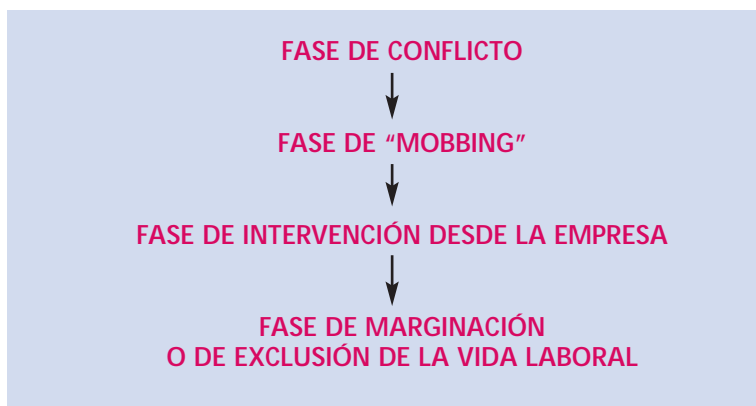 FASE DE CONFLICTO
FASE DE “MOBBING”
FASE DE INTERVENCIÓN DESDE LA EMPRESA
FASE DE MARGINACIÓN
O DE EXCLUSIÓN DE LA VIDA LABORAL